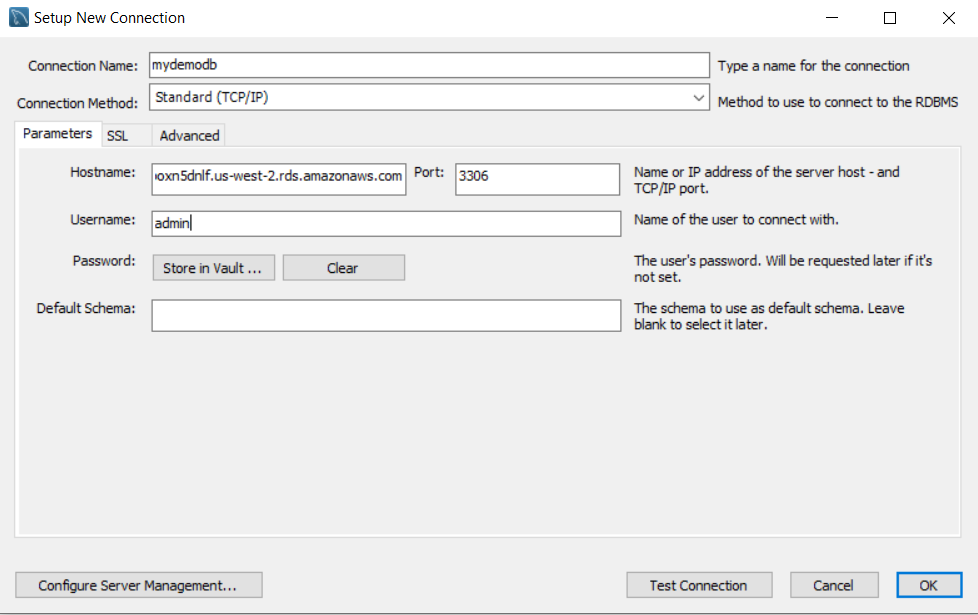 Setup New Connection
Connection Name: mydemodb Type a name for the connection
Connection Method: Standard (TCP/IP) Method to use to connect to the RDBMS
Parameters SSL Advanced
Hostname: oxn5dnlf.us-west-2.rds.amazonaws.com Port: 3306 Name or IP address of the server host - and
TCP/IP port.
Username: admin Name of the user to connect with.
Password: Store in Vault ... Clear The user's password. Will be requested later if it's
not set.
Default Schema: The schema to use as default schema. Leave
blank to select it later.
Configure Server Management... Test Connection Cancel OK